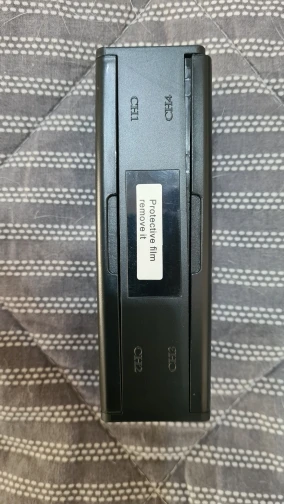 CH1
CH4
Protective film
remove it
CH2
CH3